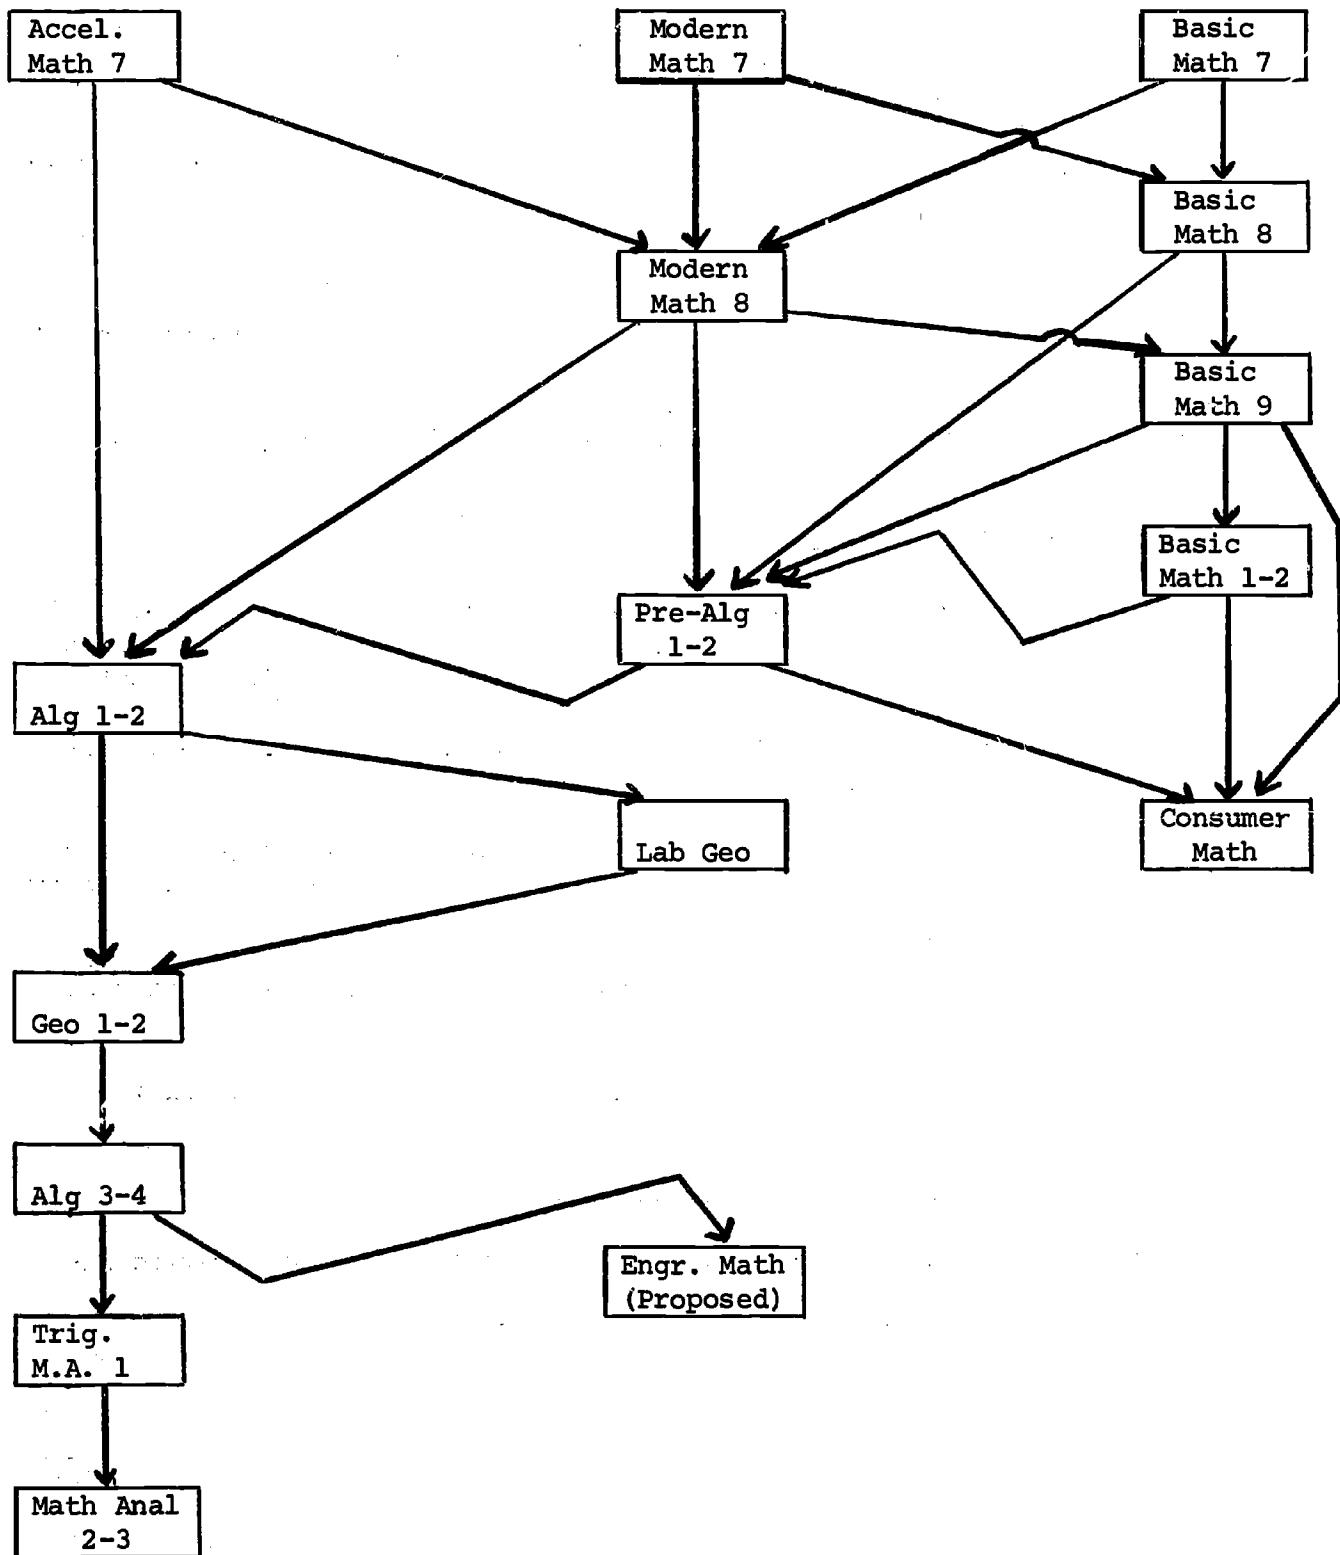 Accel.
Math 7
Modern
Math 7
Basic
Math 7
Basic
Math 8
Modern
Math 8
Basic
Math 9
Basic
Math 1-2
Pre-Alg
1-2
Alg 1-2
Consumer
Math
Lab Geo
Geo 1-2
Alg 3-4
Engr. Math
(Proposed)
Trig.
M.A. 1
Math Anal
2-3